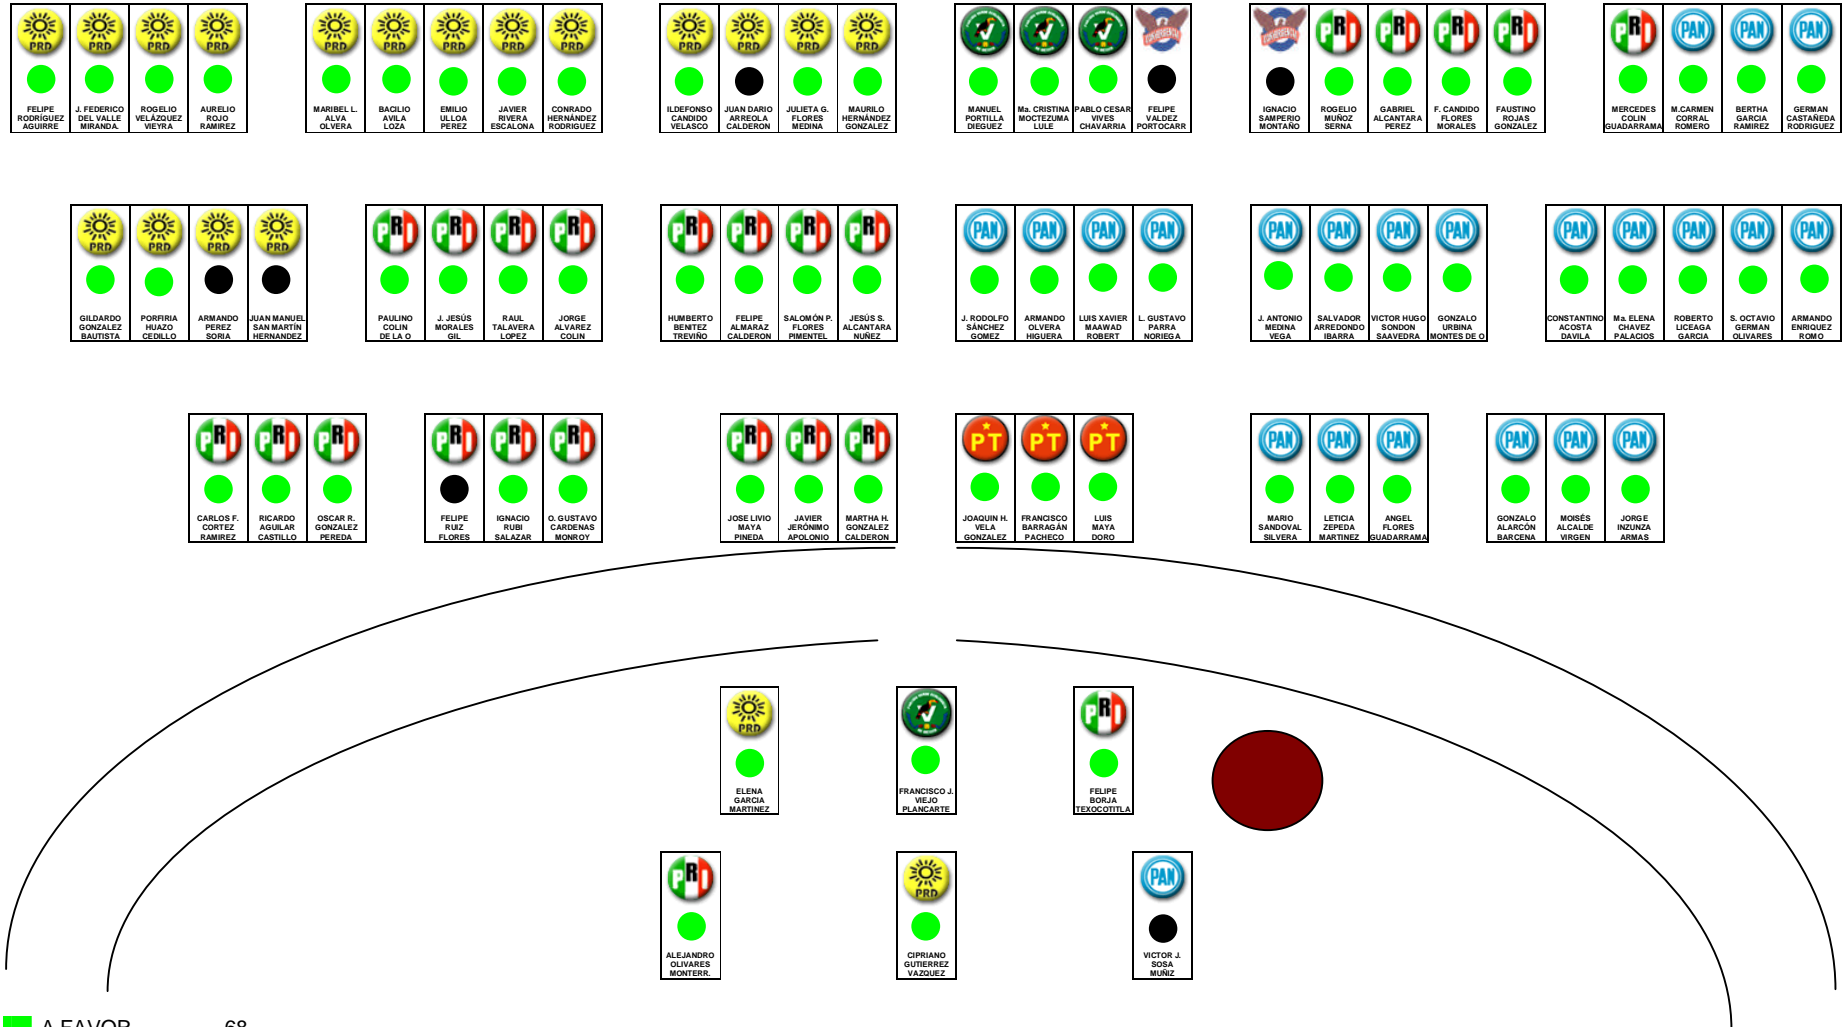 PRD PRD PRD PRD PRD PRD PRD PRD PRD PRD PRD PRD PRD CONVERGENCIA CONVERGENCIA PRI PRI PRI PRI PRI PAN PAN PAN
FELIPE RODRÍGUEZ AGUIRRE
J. FEDERICO DEL VALLE MIRANDA.
ROGELIO VELÁZQUEZ VIEYRA
AURELIO ROJO RAMIREZ
MARIBEL L. ALVA OLVERA
BACILIO AVILA LOZA
EMILIO ULLOA PEREZ
JAVIER RIVERA ESCALONA
CONRADO HERNÁNDEZ RODRIGUEZ
ILDEFONSO CANDIDO VELASCO
JUAN DARIO ARREOLA CALDERON
JULIETA G. FLORES MEDINA
MAURILO HERNÁNDEZ GONZALEZ
MANUEL PORTILLA DIEGUEZ
Ma. CRISTINA MOCTEZUMA LULE
PABLO CESAR VIVES CHAVARRIA
FELIPE VALDEZ PORTOCARR
IGNACIO SAMPERIO MONTAÑO
ROGELIO MUÑOZ SERNA
GABRIEL ALCANTARA PEREZ
F. CANDIDO FLORES MORALES
FAUSTINO ROJAS GONZALEZ
MERCEDES COLIN GUADARRAMA
M.CARMEN CORRAL ROMERO
BERTHA GARCIA RAMIREZ
GERMAN CASTAÑEDA RODRIGUEZ
PRD PRD PRD PRD PRI PRI PRI PRI PRI PRI PRI PRI PAN PAN PAN PAN PAN PAN PAN PAN PAN PAN PAN PAN PAN
GILDARDO GONZALEZ BAUTISTA
PORFIRIA HUAZO CEDILLO
ARMANDO PEREZ SORIA
JUAN MANUEL SAN MARTÍN HERNANDEZ
PAULINO COLIN DE LA O
J. JESÚS MORALES GIL
RAUL TALAVERA LOPEZ
JORGE ALVAREZ COLIN
HUMBERTO BENITEZ TREVIÑO
FELIPE ALMARAZ CALDERON
SALOMÓN P. FLORES PIMENTEL
JESÚS S. ALCANTARA NUÑEZ
J. RODOLFO SÁNCHEZ GOMEZ
ARMANDO OLVERA HIGUERA
LUIS XAVIER MAAWAD ROBERT
L. GUSTAVO PARRA NORIEGA
J. ANTONIO MEDINA VEGA
SALVADOR ARREDONDO IBARRA
VICTOR HUGO SONDON SAAVEDRA
GONZALO URBINA MONTES DE O
CONSTANTINO ACOSTA DAVILA
Ma. ELENA CHAVEZ PALACIOS
ROBERTO LICEAGA GARCIA
S. OCTAVIO GERMAN OLIVARES
ARMANDO ENRIQUEZ ROMO
PRI PRI PRI PRI PRI PRI PRI PRI PRI PT PT PT PAN PAN PAN PAN PAN PAN
CARLOS F. CORTEZ RAMIREZ
RICARDO AGUILAR CASTILLO
OSCAR R. GONZALEZ PEREDA
FELIPE RUIZ FLORES
IGNACIO RUBI SALAZAR
O. GUSTAVO CARDENAS MONROY
JOSE LIVIO MAYA PINEDA
JAVIER JERÓNIMO APOLONIO
MARTHA H. GONZALEZ CALDERON
JOAQUIN H. VELA GONZALEZ
FRANCISCO BARRAGÁN PACHECO
LUIS MAYA DORO
MARIO SANDOVAL SILVERA
LETICIA ZEPEDA MARTINEZ
ANGEL FLORES GUADARRAMA
GONZALO ALARCÓN BARCENA
MOISÉS ALCALDE VIRGEN
JORGE INZUNZA ARMAS
PRD PRI
ELENA GARCIA MARTINEZ
FRANCISCO J. VIEJO PLANCARTE
FELIPE BORJA TEXOCOTITLA
PRI PRD PAN
ALEJANDRO OLIVARES MONTERR.
CIPRIANO GUTIERREZ VAZQUEZ
VICTOR J. SOSA MUÑIZ
A FAVOR 68